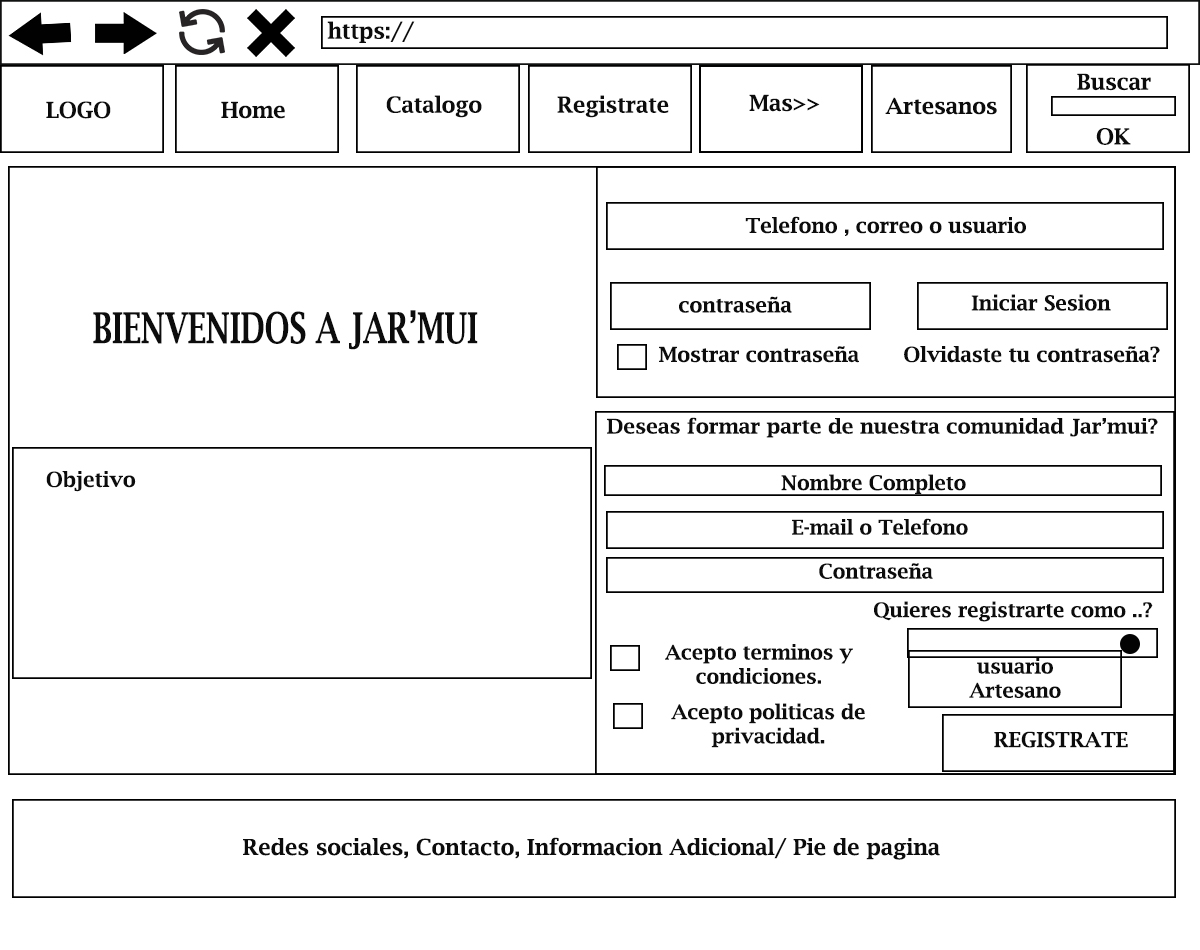 https://
LOGO
Home
Catalogo
Registrate
Mas>>
Artesanos
Buscar
OK
BIENVENIDOS A JAR’MUI
Objetivo
Telefono , correo o usuario
contraseña
Iniciar Sesion
Mostrar contraseña
Olvidaste tu contraseña?
Deseas formar parte de nuestra comunidad Jar’mui?
Nombre Completo
E-mail o Telefono
Contraseña
Quieres registrarte como ..?
usuario
Artesano
Acepto terminos y
condiciones.
Acepto politicas de
privacidad.
REGISTRATE
Redes sociales, Contacto, Informacion Adicional/ Pie de pagina